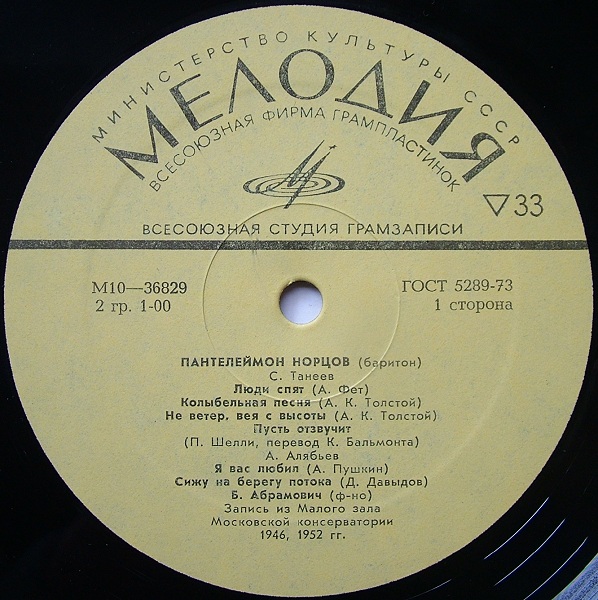 МИНИСТЕРСТВО КУЛЬТУРЫ СССР
МЕЛОДИЯ
ВСЕСОЮЗНАЯ ФИРМА ГРАМПЛАСТИНОК
▽33
ВСЕСОЮЗНАЯ СТУДИЯ ГРАМЗАПИСИ
М10—36829
2 гр. 1-00
ГОСТ 5289-73
1 сторона
ПАНТЕЛЕЙМОН НОРЦОВ (баритон)
С. Танеев
Люди спят (А. Фет)
Колыбельная песня (А. К. Толстой)
Не ветер, вея с высоты (А. К. Толстой)
Пусть отзвучит
(П. Шелли, перевод К. Бальмонта)
А. Алябьев
Я вас любил (А. Пушкин)
Сижу на берегу потока (Д. Давыдов)
Б. Абрамович (ф-но)
Запись из Малого зала
Московской консерватории
1946, 1952 гг.